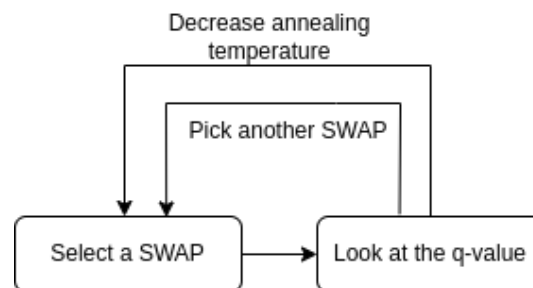 Decrease annealing
temperature
Pick another SWAP
Select a SWAP
Look at the q-value